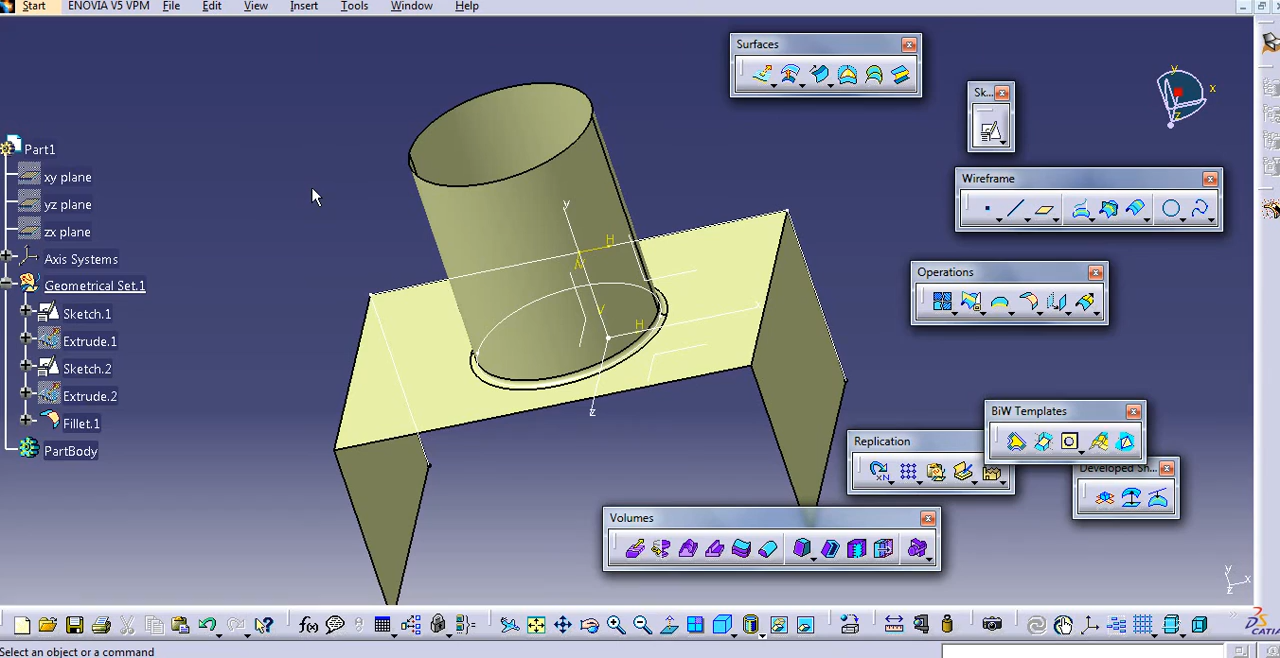 Start ENOVIA V5 VPM File Edit View Insert Tools Window Help
Surfaces
Sk...
Wireframe
Operations
BiW Templates
Replication
Developed Sh...
Volumes
Part1
xy plane
yz plane
zx plane
Axis Systems
Geometrical Set.1
Sketch.1
Extrude.1
Sketch.2
Extrude.2
Fillet.1
PartBody
y
x
z
y
H
V
H
z
y
x
z
f(x)
CATIA
Select an object or a command